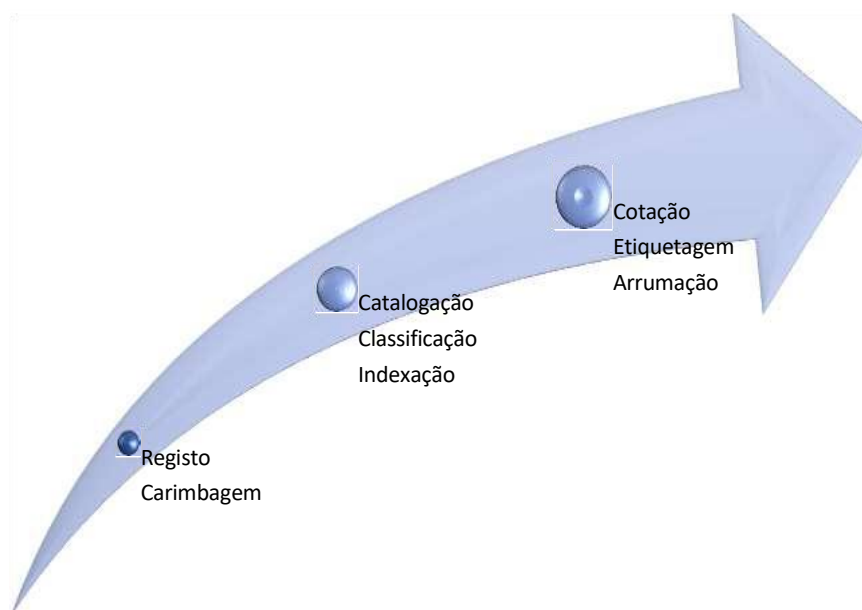 Cotação
Etiquetagem
Arrumação
Catalogação
Classificação
Indexação
Registo
Carimbagem